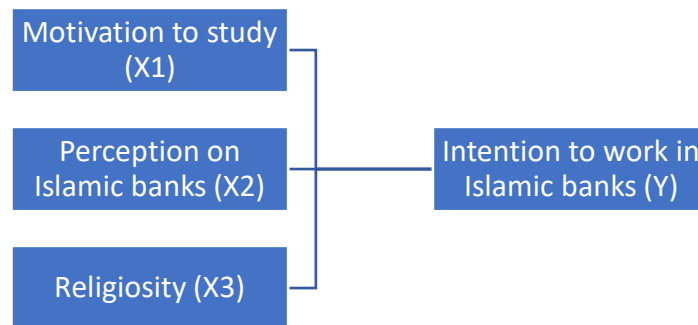 Motivation to study
(X1)
Perception on
Islamic banks (X2)
Intention to work in
Islamic banks (Y)
Religiosity (X3)